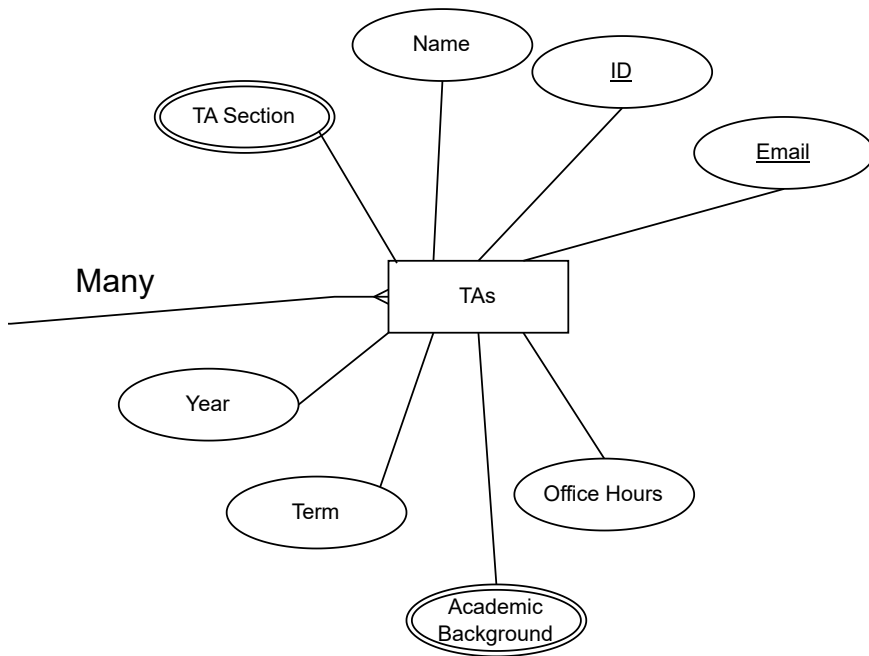 Name
ID
TA Section
Email
Many
TAs
Year
Term
Office Hours
Academic
Background